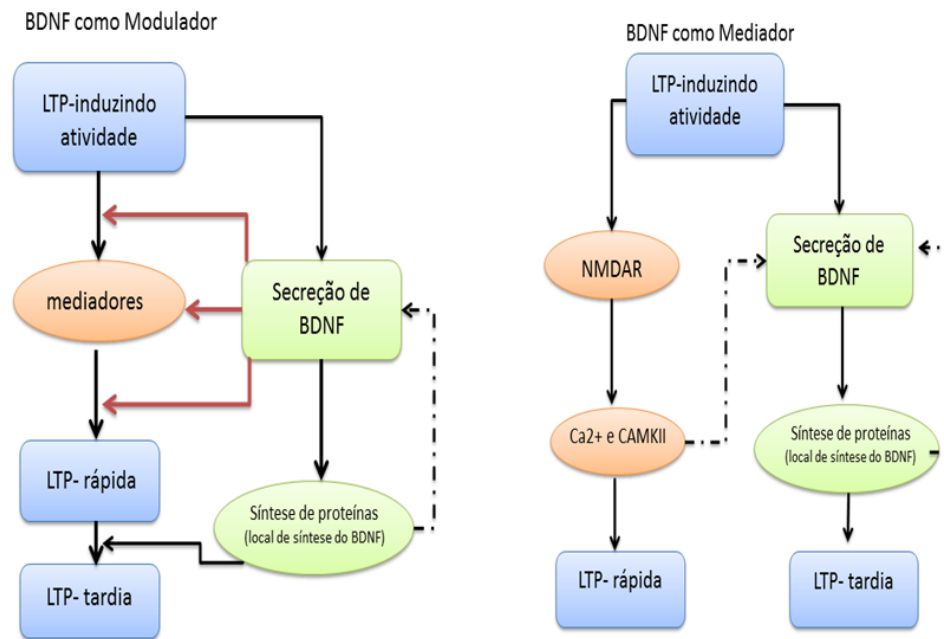 BDNF como Modulador
LTP-induzindo
atividade
mediadores
Secreção de
BDNF
LTP- rápida
Síntese de proteínas
(local de síntese do BDNF)
LTP- tardia
BDNF como Mediador
LTP-induzindo
atividade
NMDAR
Secreção de
BDNF
Ca2+ e CAMKII
Síntese de proteínas
(local de síntese do BDNF)
LTP- rápida
LTP- tardia